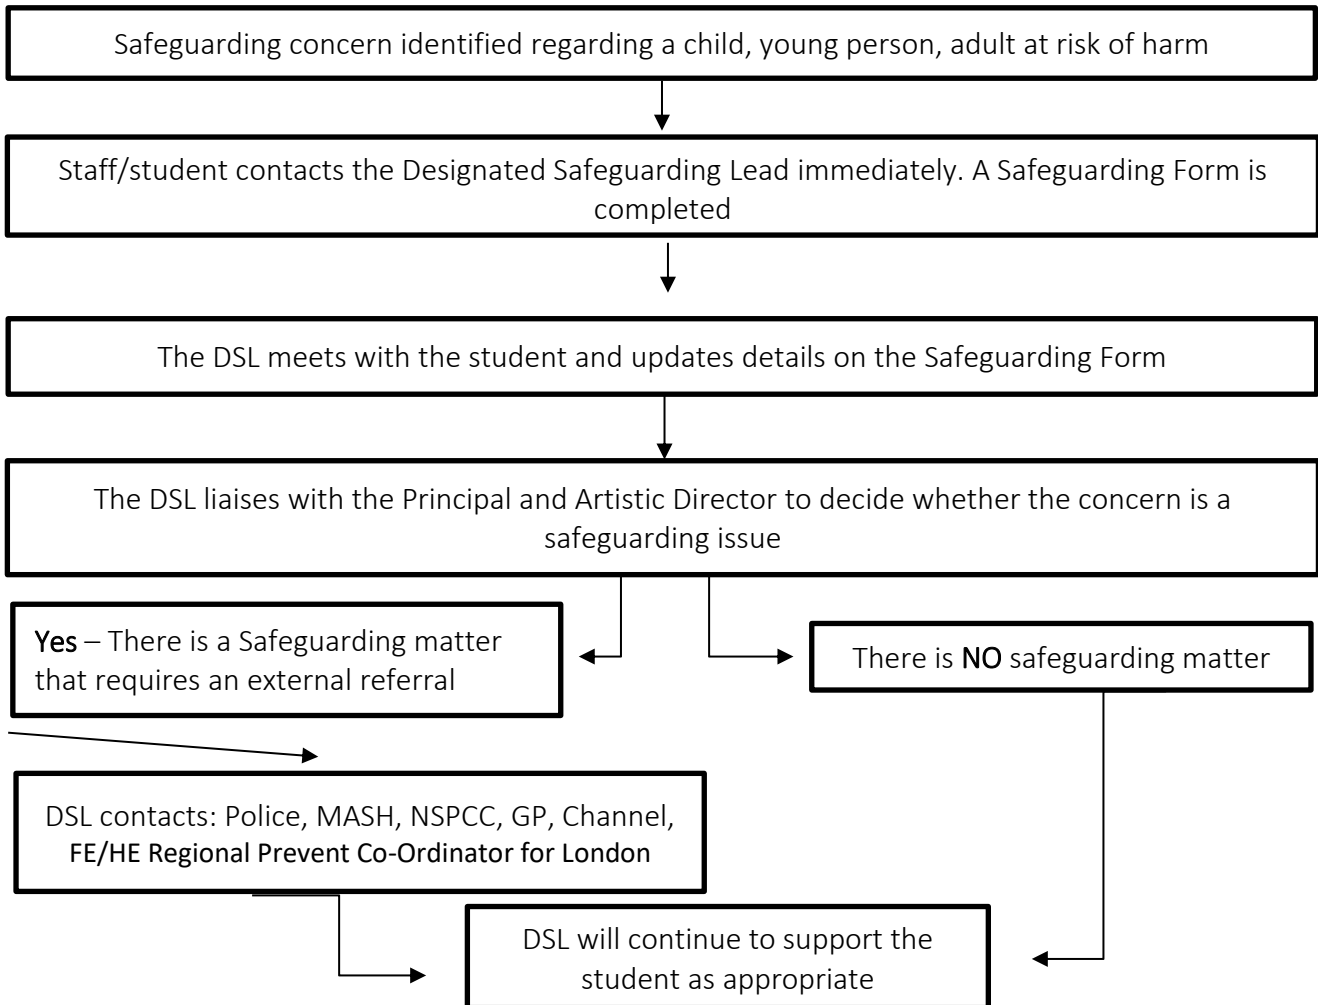 Safeguarding concern identified regarding a child, young person, adult at risk of harm
Staff/student contacts the Designated Safeguarding Lead immediately. A Safeguarding Form is
completed
The DSL meets with the student and updates details on the Safeguarding Form
The DSL liaises with the Principal and Artistic Director to decide whether the concern is a
safeguarding issue
Yes – There is a Safeguarding matter
that requires an external referral
There is NO safeguarding matter
DSL contacts: Police, MASH, NSPCC, GP, Channel,
FE/HE Regional Prevent Co-Ordinator for London
DSL will continue to support the
student as appropriate